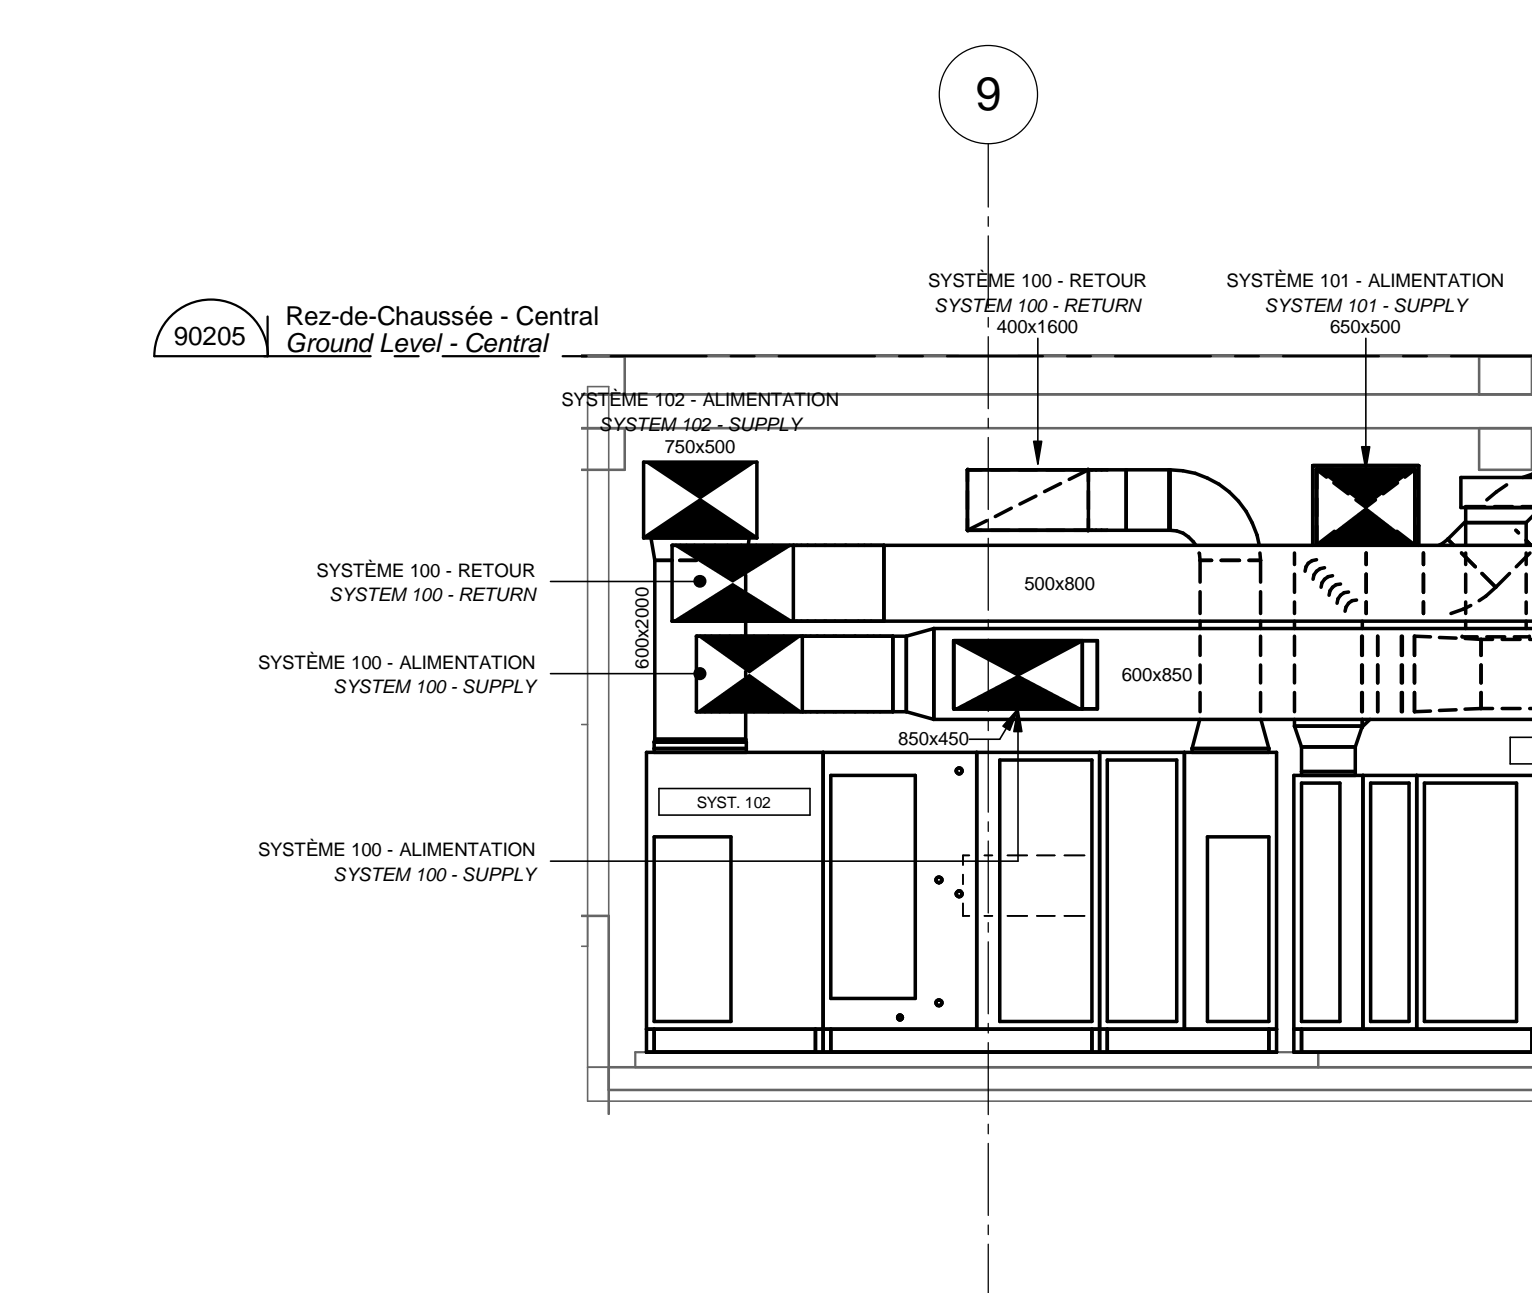 9
SYSTÈME 100 - RETOUR
SYSTEM 100 - RETURN
400x1600
SYSTÈME 101 - ALIMENTATION
SYSTEM 101 - SUPPLY
650x500
90205
Rez-de-Chaussée - Central
Ground Level - Central
SYSTÈME 102 - ALIMENTATION
SYSTEM 102 - SUPPLY
750x500
SYSTÈME 100 - RETOUR
SYSTEM 100 - RETURN
500x800
600x2000
SYSTÈME 100 - ALIMENTATION
SYSTEM 100 - SUPPLY
600x850
850x450
SYST. 102
SYSTÈME 100 - ALIMENTATION
SYSTEM 100 - SUPPLY